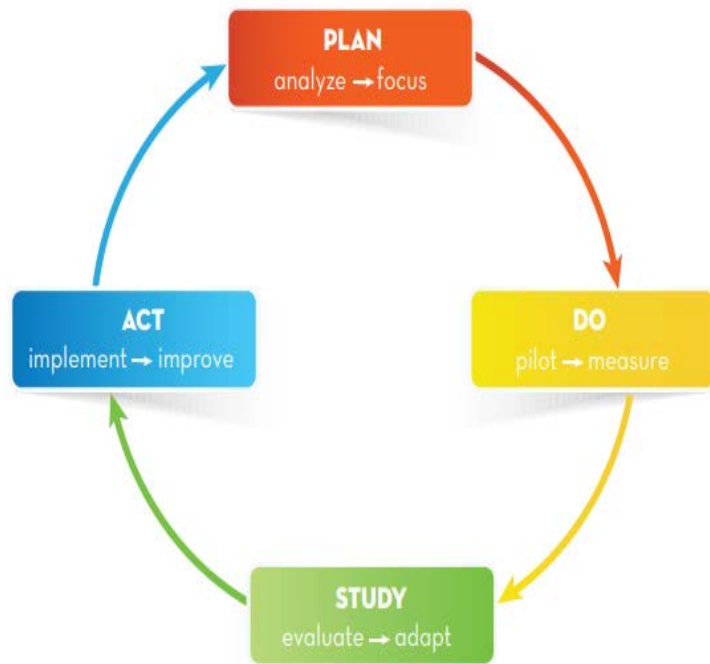 PLAN
analyze → focus
DO
pilot → measure
STUDY
evaluate → adapt
ACT
implement → improve